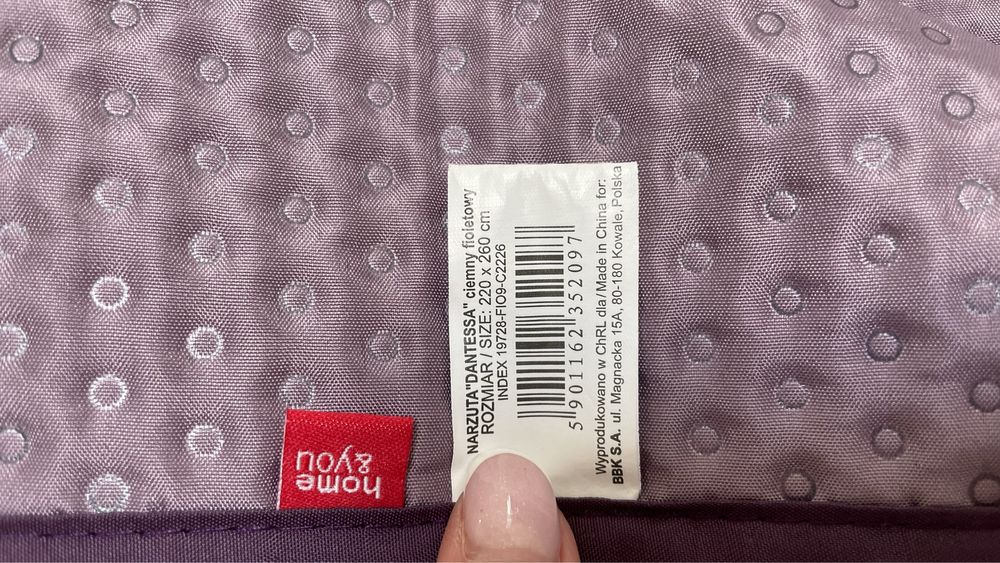 NARZUTA"DANTESSA" ciemny fioletowy
ROZMIAR / SIZE: 220 x 260 cm
INDEX 19728-FIO9-C2226
5 901162 352097
Wyprodukowano w ChRL dla/Made in China for:
BBK S.A. ul. Magnacka 15A, 80-180 Kowale, Polska
home
&you